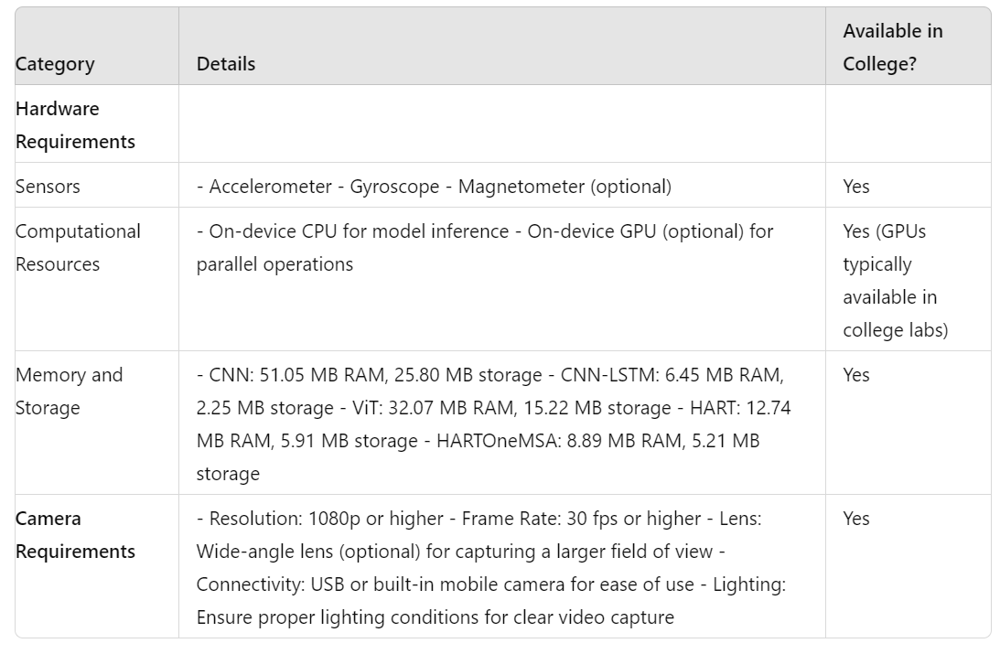 Category
Details
Available in
College?
Hardware
Requirements
Sensors
- Accelerometer - Gyroscope - Magnetometer (optional)
Yes
Computational
Resources
- On-device CPU for model inference - On-device GPU (optional) for
parallel operations
Yes (GPUs
typically
available in
college labs)
Memory and
Storage
- CNN: 51.05 MB RAM, 25.80 MB storage - CNN-LSTM: 6.45 MB RAM,
2.25 MB storage - ViT: 32.07 MB RAM, 15.22 MB storage - HART: 12.74
MB RAM, 5.91 MB storage - HARTOneMSA: 8.89 MB RAM, 5.21 MB
storage
Yes
Camera
Requirements
- Resolution: 1080p or higher - Frame Rate: 30 fps or higher - Lens:
Wide-angle lens (optional) for capturing a larger field of view -
Connectivity: USB or built-in mobile camera for ease of use - Lighting:
Ensure proper lighting conditions for clear video capture
Yes